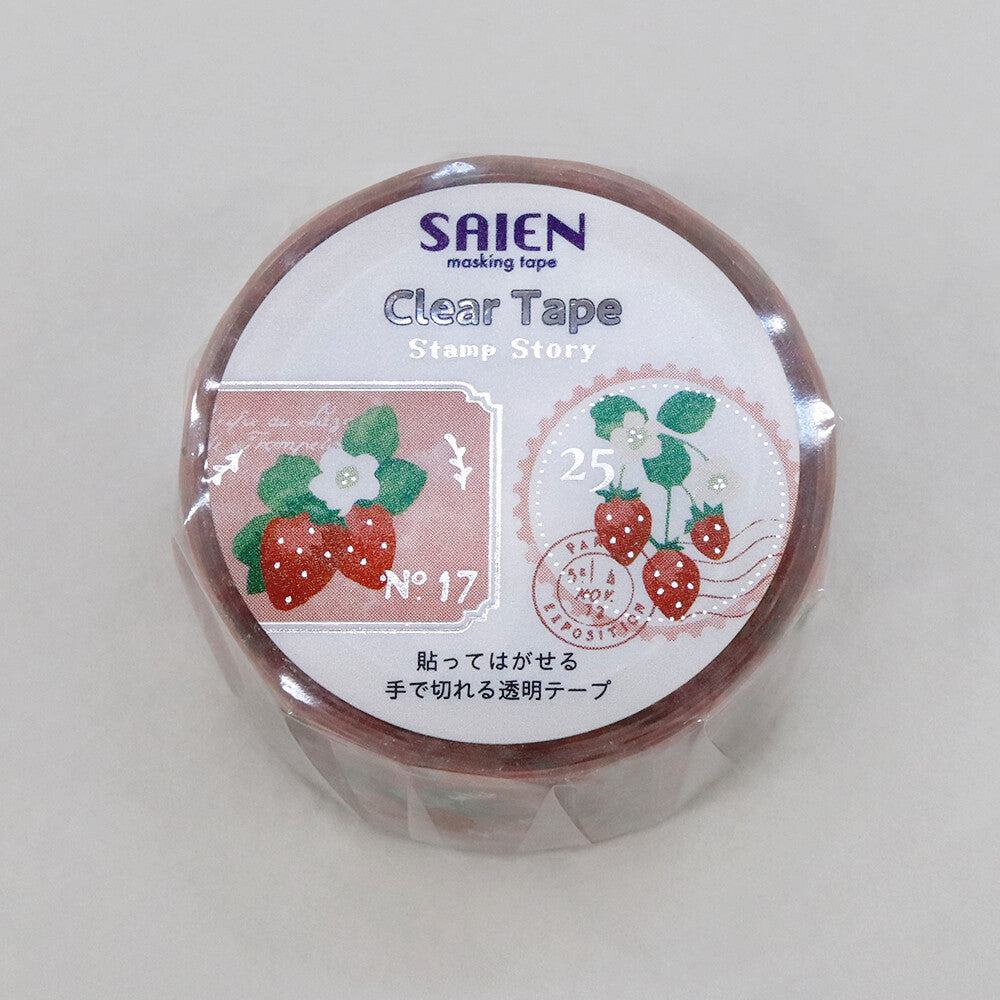 SAIEN
masking tape
Clear Tape
Stamp Story
Nº.17
25
EXPOSITION
貼ってはがせる
手で切れる透明テープ